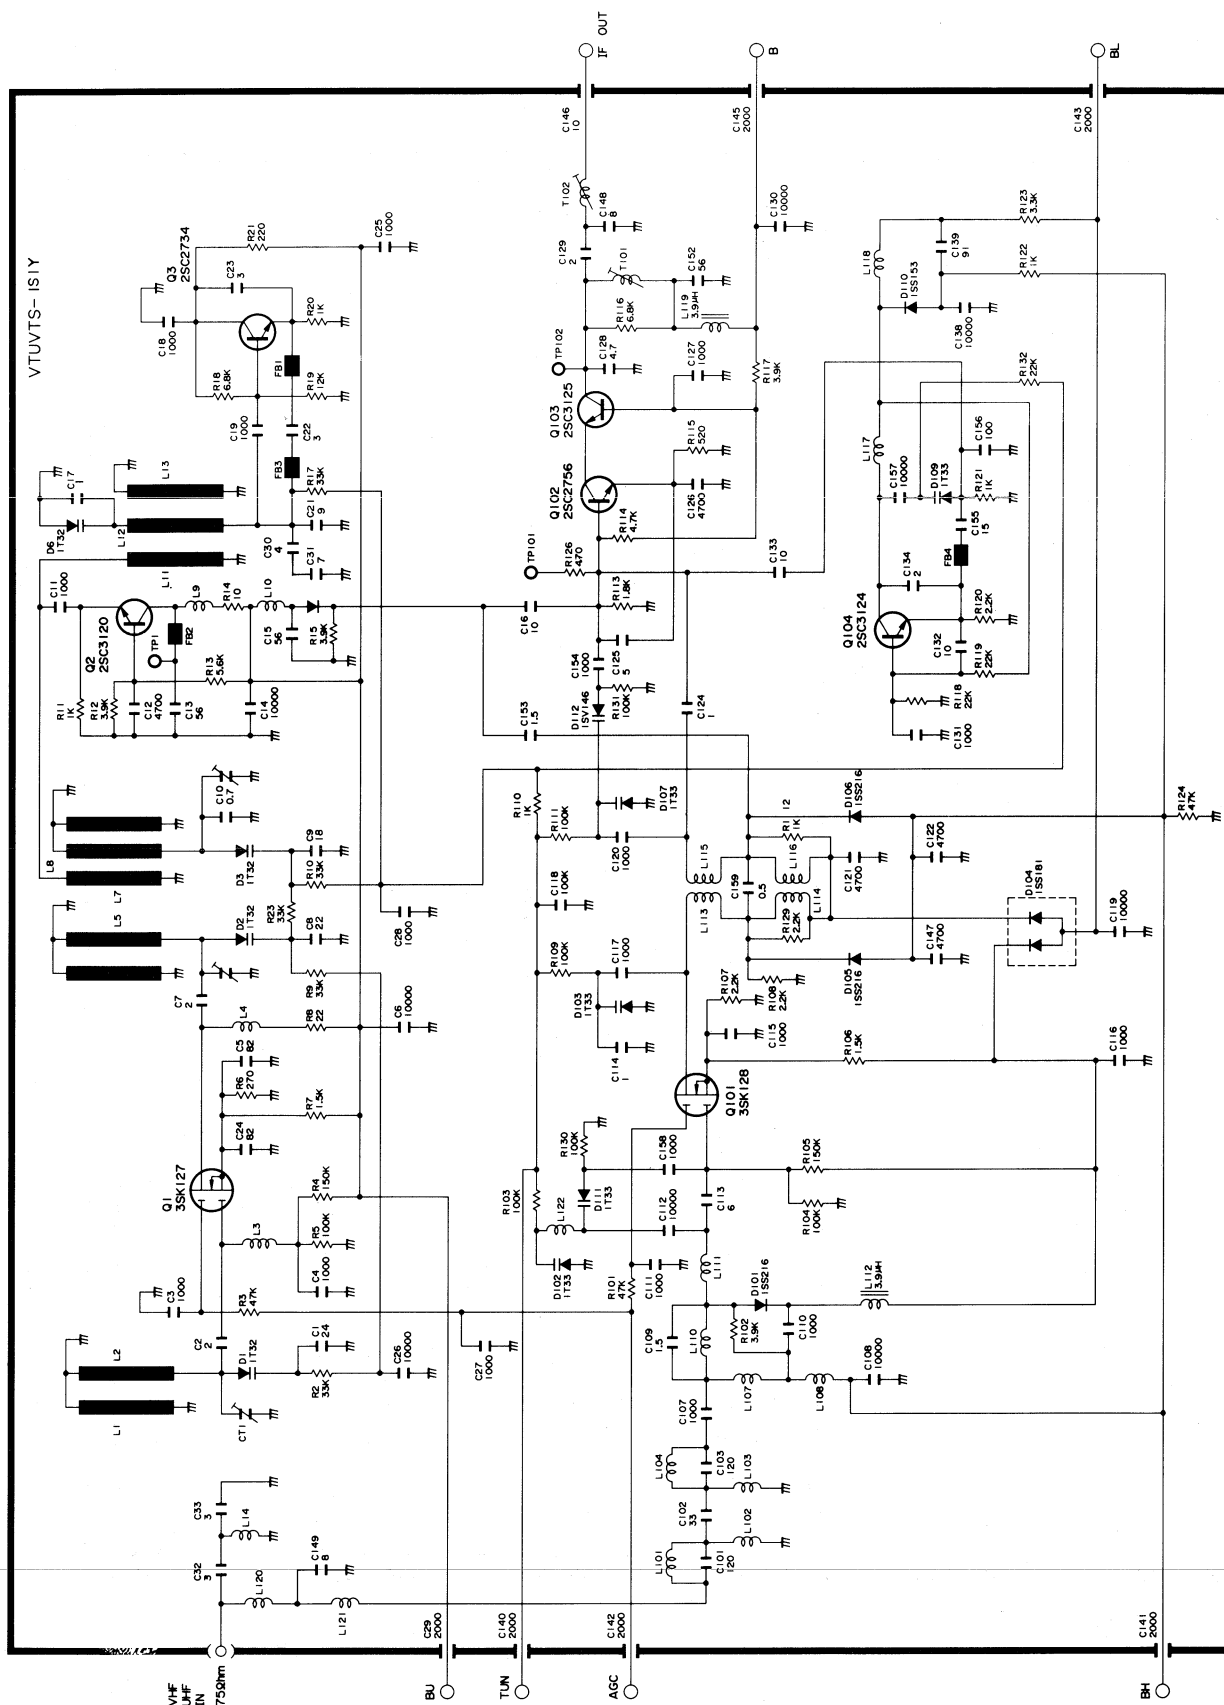 VTUVTS-IS1Y
IF OUT
B
BL
C146
10
C145
2000
C143
2000
T102
C148
8
C130
10000
R123
3.3K
R21
220
C25
1000
C129
2
T101
C152
56
L118
C139
91
R122
1K
Q3
2SC2734
C23
3
R116
6.8K
L119
3.9µH
D110
1SS153
C138
10000
C18
1000
R20
1K
TP102
C128
4.7
C127
1000
R117
3.9K
R132
22K
R18
6.8K
FB1
R19
12K
Q103
2SC3125
C19
1000
C22
3
R115
520
L117
C156
100
FB3
R17
33K
Q102
2SC2756
C126
4700
C157
10000
D109
1T33
R121
1K
C17
1
L13
D6
1T32
L12
C21
9
R114
4.7K
C155
15
L11
C30
4
C31
7
TP101
R126
470
C133
10
C134
2
FB4
C11
1000
L9
R14
10
L10
C15
56
R15
3.9K
C16
10
R113
1.8K
Q104
2SC3124
C132
10
R120
2.2K
Q2
2SC3120
TP1
FB2
R13
5.6K
C154
1000
C125
5
R119
22K
R11
1K
R12
3.9K
C12
4700
C13
56
C14
10000
D112
1SV146
R131
100K
C124
1
R118
22K
C153
1.5
C131
1000
C10
0.7
R110
1K
D107
1T33
L8
D3
1T32
C9
18
R111
100K
C120
1000
L115
R112
1K
D106
1SS216
R124
47K
L7
R10
33K
L116
C122
4700
L5
R23
33K
C118
100K
C159
0.5
C121
4700
D104
1SS181
D2
1T32
C8
22
C28
1000
L113
R129
2.2K
L114
R109
100K
C117
1000
D105
1SS216
C147
4700
C119
10000
C7
2
R9
33K
D103
1T33
R107
2.2K
R108
2.2K
L4
R8
22
C6
10000
C114
1
C115
1000
R106
1.5K
C116
1000
C5
82
R6
270
R7
1.5K
Q101
3SK128
C24
82
R130
100K
C158
1000
R105
150K
Q1
3SK127
R4
150K
R103
100K
L122
D111
1T33
C112
10000
C113
6
R104
100K
L3
R5
100K
C4
1000
D102
1T33
R101
47K
C111
1000
L111
C3
1000
R3
47K
D101
1SS216
L112
3.9µH
C2
2
C1
24
C27
1000
C109
1.5
L110
R102
3.9K
C110
1000
L2
D1
1T32
R2
33K
C26
10000
L107
L108
C108
10000
L1
CT1
C107
1000
L104
C103
120
L103
C33
3
L14
C102
33
L102
C32
3
L120
C149
8
L101
C101
120
L121
C29
2000
C140
2000
C142
2000
C141
2000
VHF
UHF
IN
75Ωhm
BU
TUN
AGC
BH